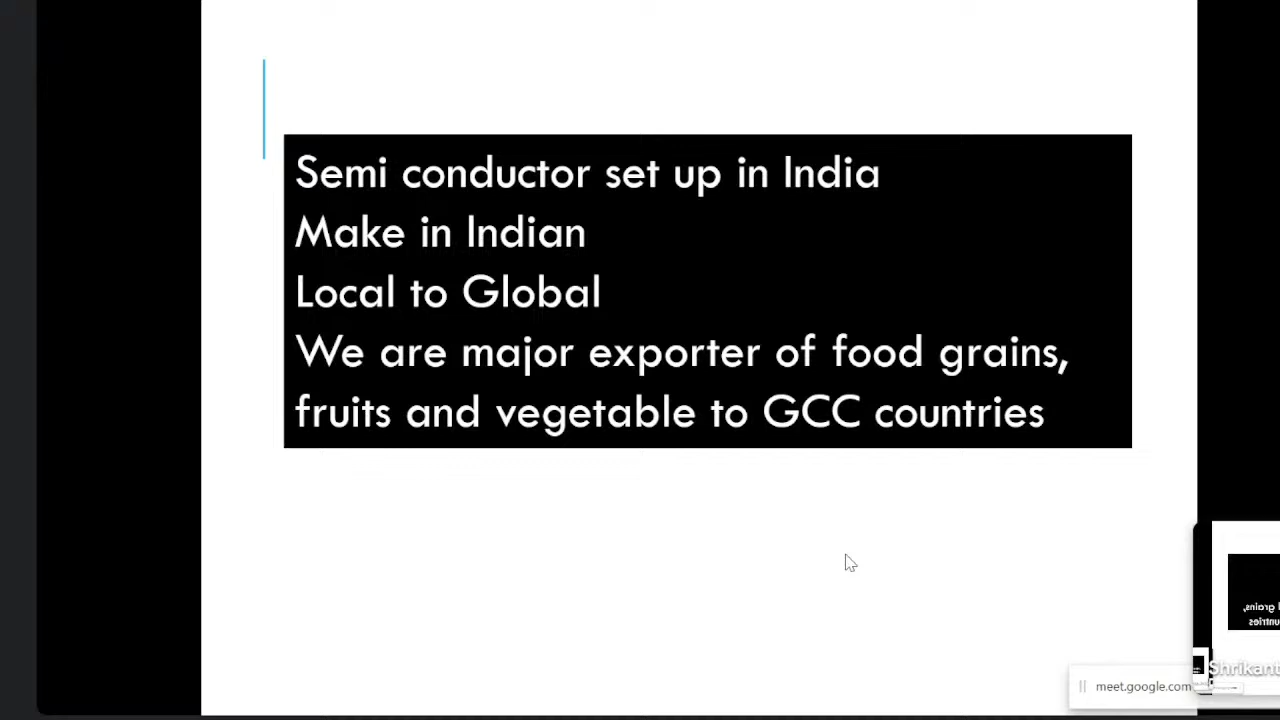 Semi conductor set up in India
Make in Indian
Local to Global
We are major exporter of food grains,
fruits and vegetable to GCC countries
meet.google.com
Shrikant